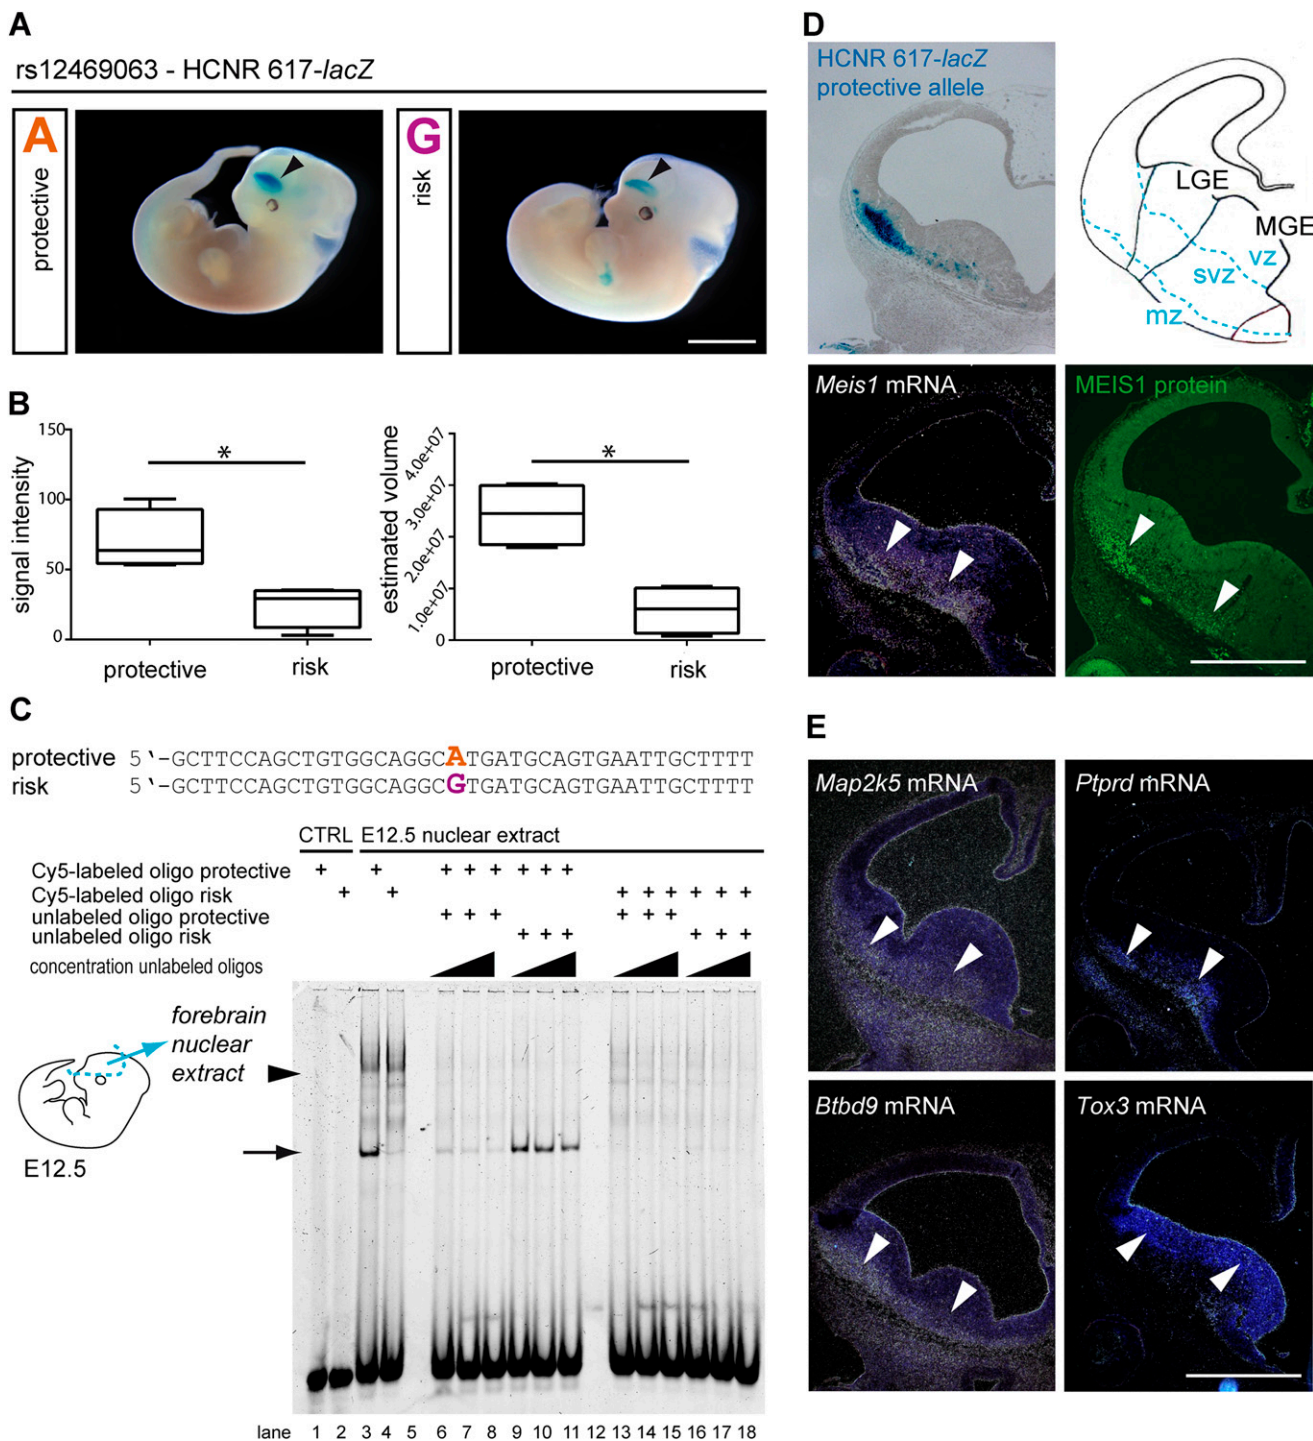 A
rs12469063 - HCNR 617-lacZ
A
protective
G
risk
B
150
100
50
0
signal intensity
*
protective
risk
4.0e+07
3.0e+07
2.0e+07
1.0e+07
0
estimated volume
*
protective
risk
C
protective 5'-GCTTCCAGCTGTGGCAGGCATGATGCAGTGAATTGCTTTT
risk 5'-GCTTCCAGCTGTGGCAGGCGTGATGCAGTGAATTGCTTTT
CTRL E12.5 nuclear extract
Cy5-labeled oligo protective + + + + + + + +
Cy5-labeled oligo risk + + + + + + + +
unlabeled oligo protective + + + + + +
unlabeled oligo risk + + + + + +
concentration unlabeled oligos
forebrain
nuclear
extract
E12.5
lane 1 2 3 4 5 6 7 8 9 10 11 12 13 14 15 16 17 18
D
HCNR 617-lacZ
protective allele
LGE
MGE
vz
svz
mz
Meis1 mRNA
MEIS1 protein
E
Map2k5 mRNA
Ptprd mRNA
Btbd9 mRNA
Tox3 mRNA